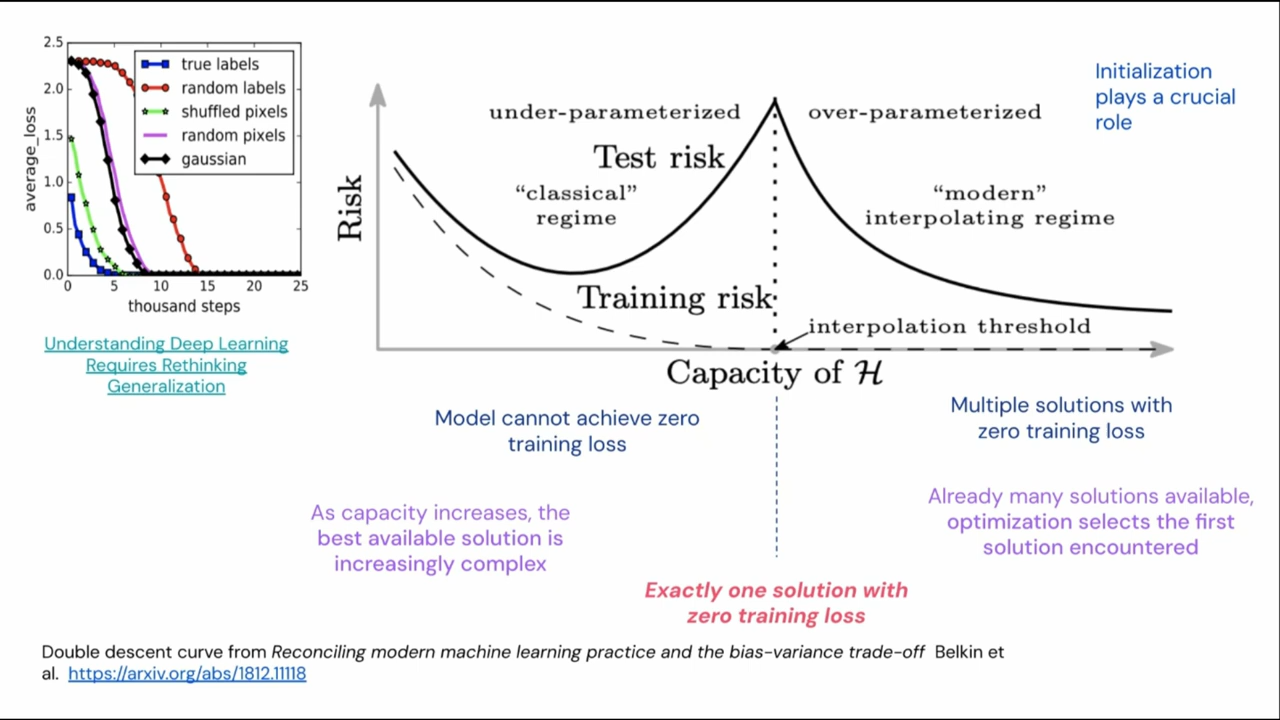 2.5
2.0
1.5
1.0
0.5
0.0
average_loss
true labels
random labels
shuffled pixels
random pixels
gaussian
0 5 10 15 20 25
thousand steps
Understanding Deep Learning
Requires Rethinking
Generalization
Risk
under-parameterized
over-parameterized
Test risk
“classical”
regime
“modern”
interpolating regime
Training risk
interpolation threshold
Capacity of ℋ
Initialization
plays a crucial
role
Model cannot achieve zero
training loss
Multiple solutions with
zero training loss
As capacity increases, the
best available solution is
increasingly complex
Already many solutions available,
optimization selects the first
solution encountered
Exactly one solution with
zero training loss
Double descent curve from Reconciling modern machine learning practice and the bias-variance trade-off Belkin et
al. https://arxiv.org/abs/1812.11118